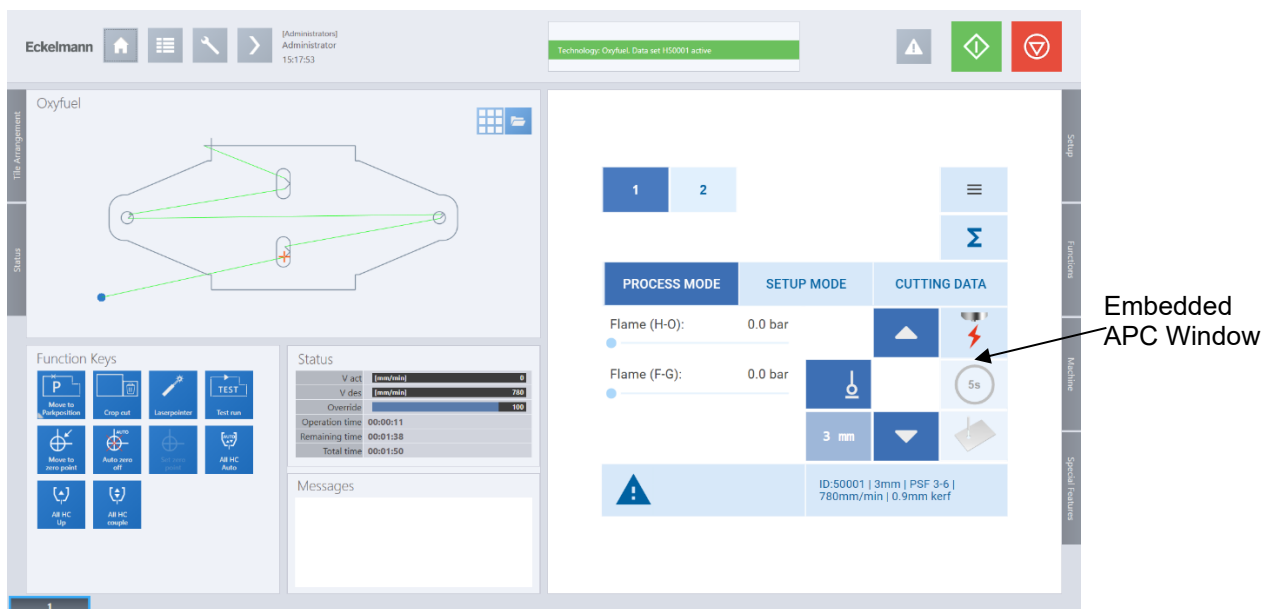 Eckelmann
[Administrators]
Administrator
15:17:53
Technology: Oxyfuel. Data set HS0001 active
Tile Arrangement
Status
Oxyfuel
Setup
Functions
Machine
Special Features
1
2
Σ
PROCESS MODE
SETUP MODE
CUTTING DATA
Flame (H-O):
0.0 bar
Flame (F-G):
0.0 bar
5s
3 mm
ID:50001 | 3mm | PSF 3-6 |
780mm/min | 0.9mm kerf
Embedded
APC Window
Function Keys
P
Move to
Parkposition
Crop cut
Laserpointer
TEST
Test run
Move to
zero point
AUTO
Auto zero
off
Set zero
point
AUTO
All HC
Auto
All HC
Up
All HC
couple
Status
V act [mm/min] 0
V des [mm/min] 780
Override 100
Operation time 00:00:11
Remaining time 00:01:38
Total time 00:01:50
Messages
1